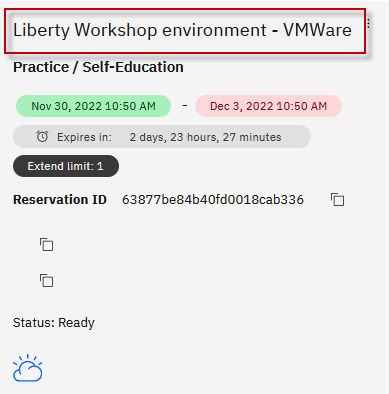 Liberty Workshop environment - VMWare
Practice / Self-Education
Nov 30, 2022 10:50 AM - Dec 3, 2022 10:50 AM
Expires in: 2 days, 23 hours, 27 minutes
Extend limit: 1
Reservation ID 63877be84b40fd0018cab336
Status: Ready